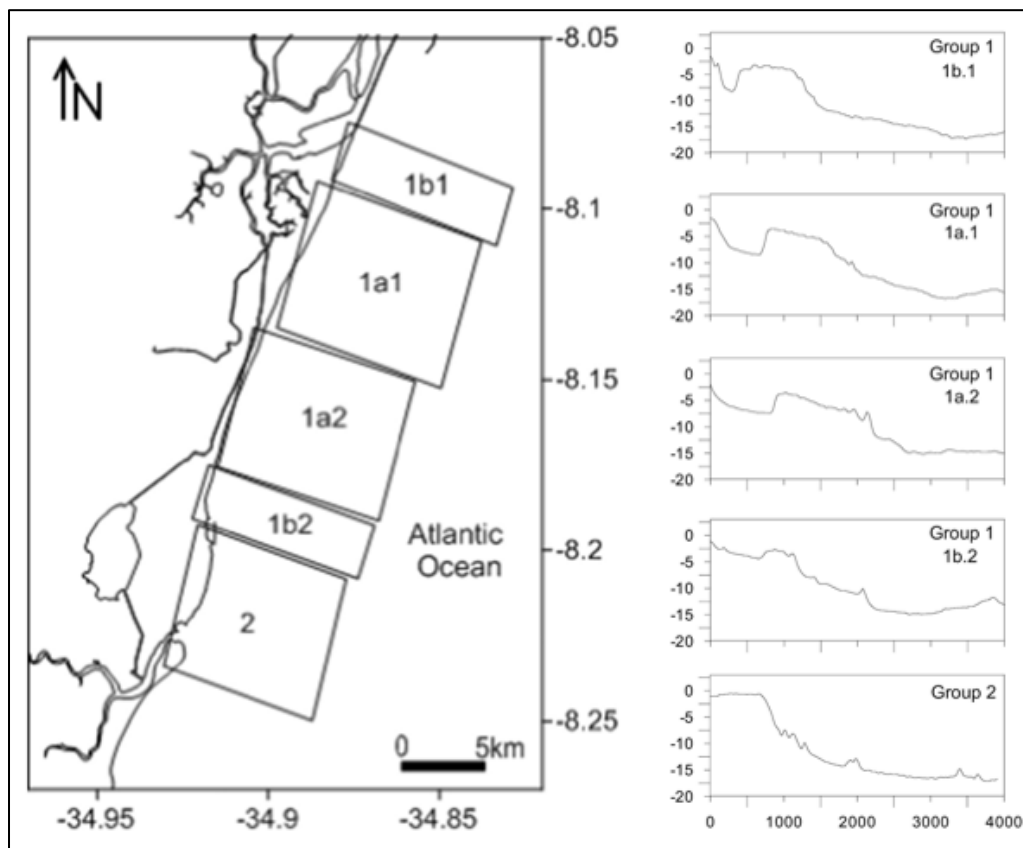 N
-8.05
1b1
-8.1
1a1
-8.15
1a2
1b2
-8.2
Atlantic
Ocean
2
-8.25
0 5km
-34.95 -34.9 -34.85
Group 1
1b.1
0
-5
-10
-15
-20
Group 1
1a.1
0
-5
-10
-15
-20
Group 1
1a.2
0
-5
-10
-15
-20
Group 1
1b.2
0
-5
-10
-15
-20
Group 2
0
-5
-10
-15
-20
0 1000 2000 3000 4000